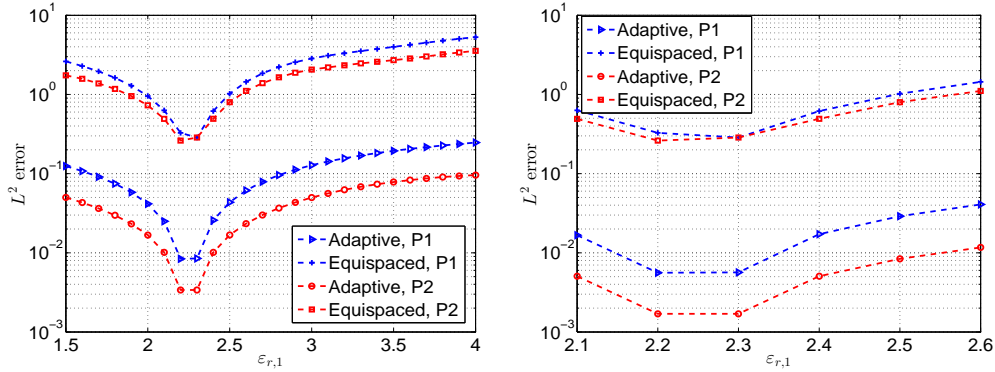 10^1
10^0
10^{-1}
10^{-2}
10^{-3}
L^2 error
1.5 2 2.5 3 3.5 4
ε_{r,1}
Adaptive, P1
Equispaced, P1
Adaptive, P2
Equispaced, P2
10^1
10^0
10^{-1}
10^{-2}
10^{-3}
L^2 error
2.1 2.2 2.3 2.4 2.5 2.6
ε_{r,1}
Adaptive, P1
Equispaced, P1
Adaptive, P2
Equispaced, P2